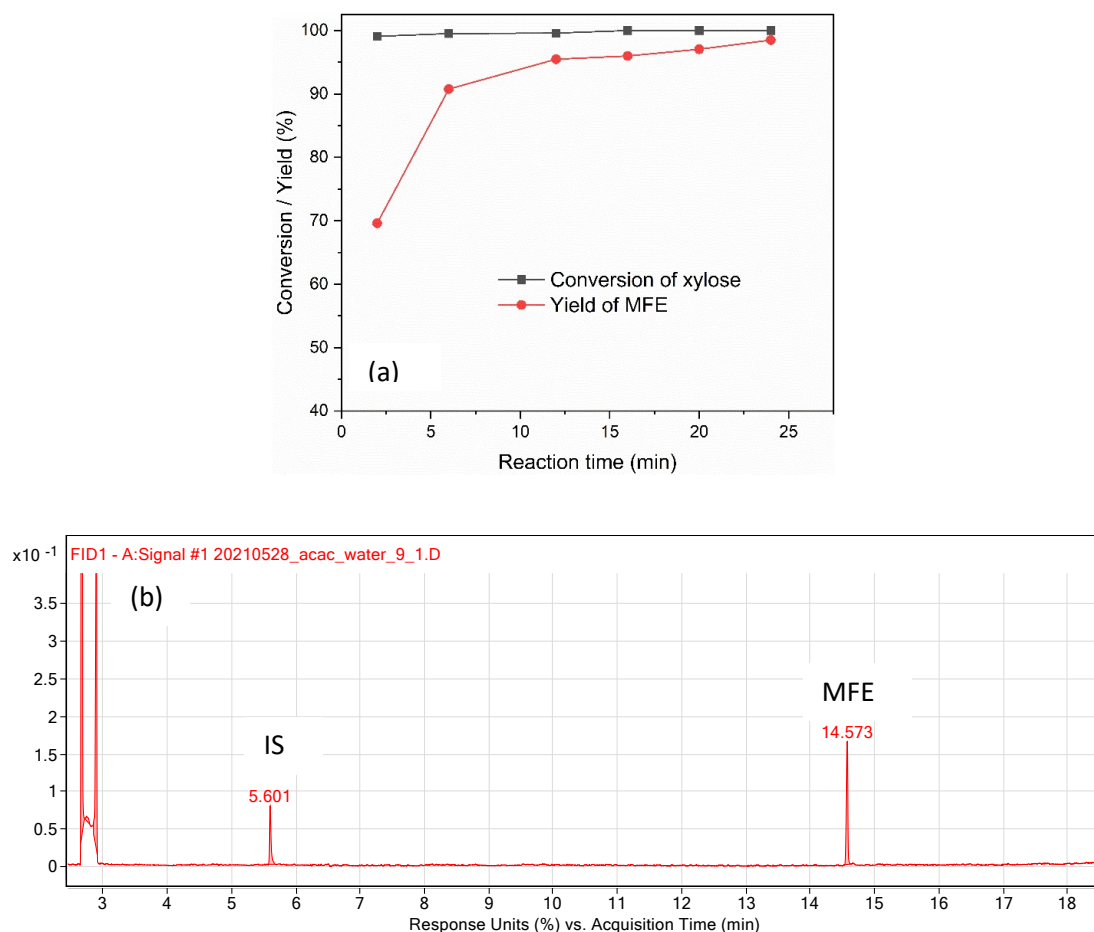 100
90
80
70
60
50
40
Conversion / Yield (%)
Conversion of xylose
Yield of MFE
(a)
0 5 10 15 20 25
Reaction time (min)
x10 -1
FID1 - A:Signal #1 20210528_acac_water_9_1.D
(b)
3.5
3
2.5
2
1.5
1
0.5
0
MFE
14.573
IS
5.601
3 4 5 6 7 8 9 10 11 12 13 14 15 16 17 18
Response Units (%) vs. Acquisition Time (min)